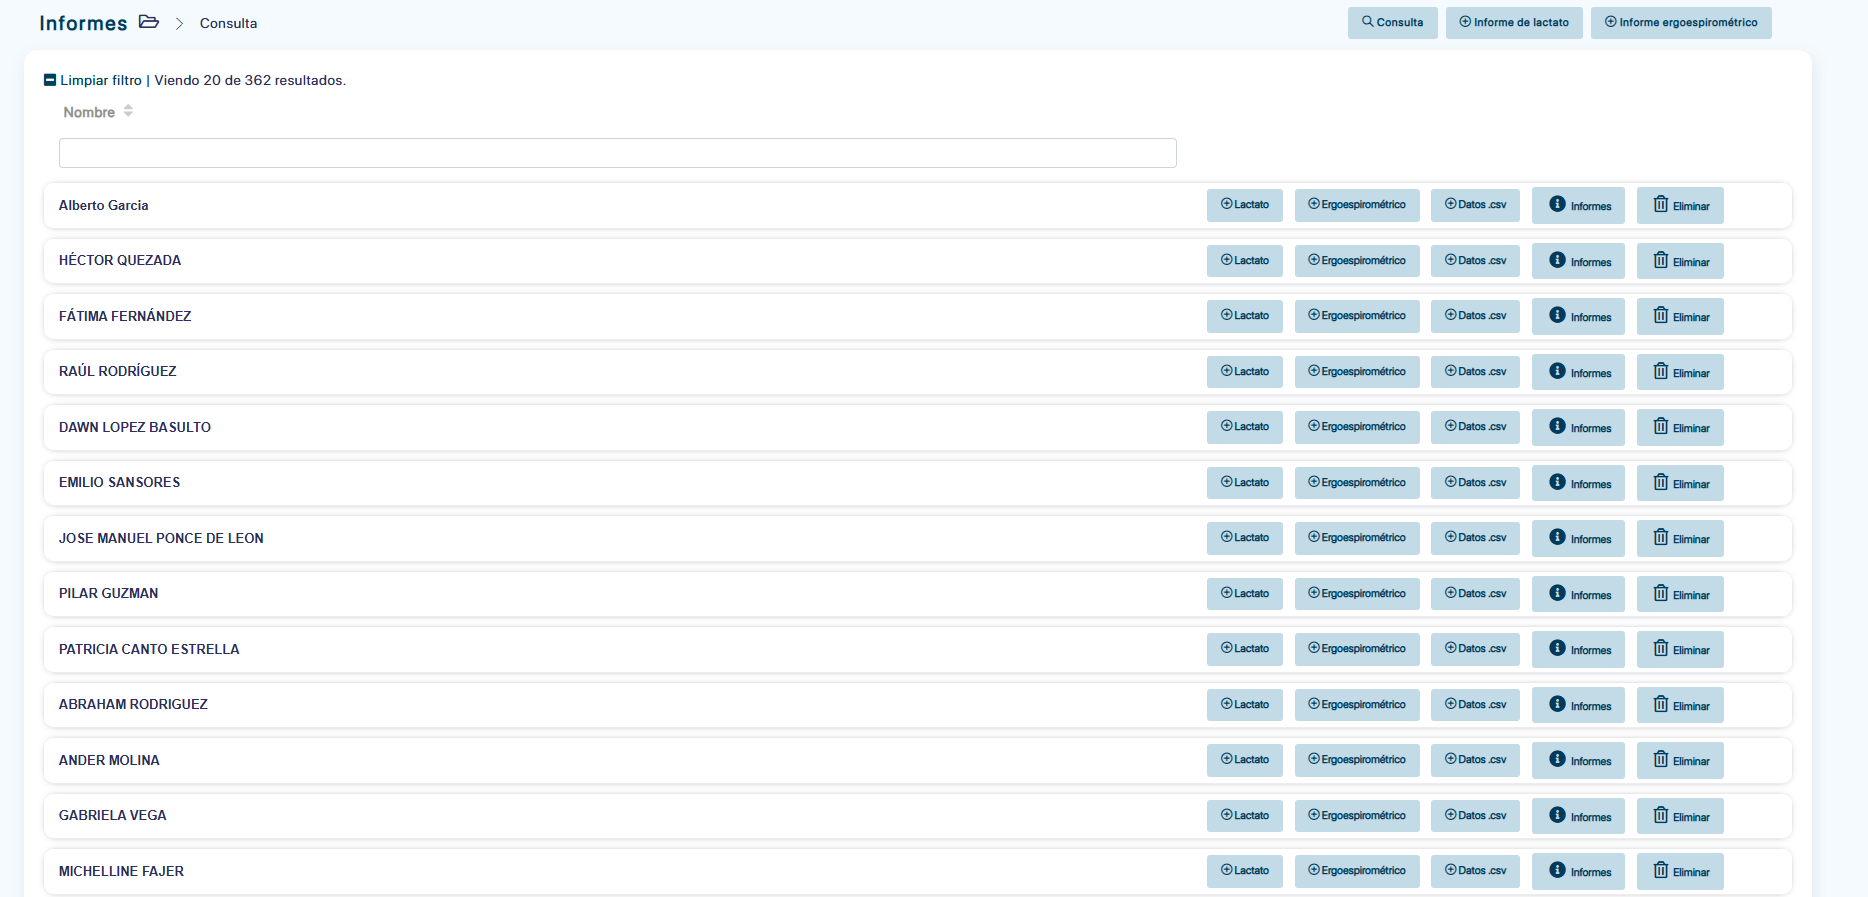 Informes > Consulta Consulta Informe de lactato Informe ergoespirométrico
Limpiar filtro | Viendo 20 de 362 resultados.
Nombre
Alberto Garcia Lactato Ergoespirométrico Datos .csv Informes Eliminar
HÉCTOR QUEZADA Lactato Ergoespirométrico Datos .csv Informes Eliminar
FÁTIMA FERNÁNDEZ Lactato Ergoespirométrico Datos .csv Informes Eliminar
RAÚL RODRÍGUEZ Lactato Ergoespirométrico Datos .csv Informes Eliminar
DAWN LOPEZ BASULTO Lactato Ergoespirométrico Datos .csv Informes Eliminar
EMILIO SANSORES Lactato Ergoespirométrico Datos .csv Informes Eliminar
JOSE MANUEL PONCE DE LEON Lactato Ergoespirométrico Datos .csv Informes Eliminar
PILAR GUZMAN Lactato Ergoespirométrico Datos .csv Informes Eliminar
PATRICIA CANTO ESTRELLA Lactato Ergoespirométrico Datos .csv Informes Eliminar
ABRAHAM RODRIGUEZ Lactato Ergoespirométrico Datos .csv Informes Eliminar
ANDER MOLINA Lactato Ergoespirométrico Datos .csv Informes Eliminar
GABRIELA VEGA Lactato Ergoespirométrico Datos .csv Informes Eliminar
MICHELLINE FAJER Lactato Ergoespirométrico Datos .csv Informes Eliminar